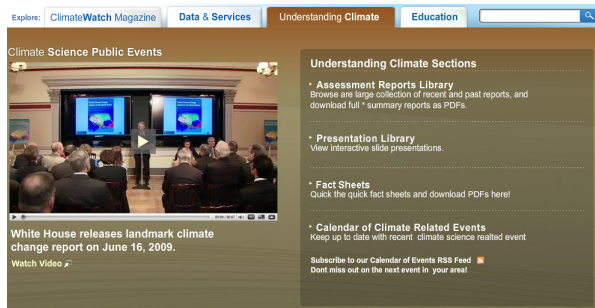 Explore: ClimateWatch Magazine Data & Services Understanding Climate Education
Climate Science Public Events
White House releases landmark climate
change report on June 16, 2009.
Watch Video
Understanding Climate Sections
Assessment Reports Library
Browse are large collection of recent and past reports, and
download full * summary reports as PDFs.
Presentation Library
View interactive slide presentations.
Fact Sheets
Quick the quick fact sheets and download PDFs here!
Calendar of Climate Related Events
Keep up to date with recent climate science realted event
Subscribe to our Calendar of Events RSS Feed
Dont miss out on the next event in your area!